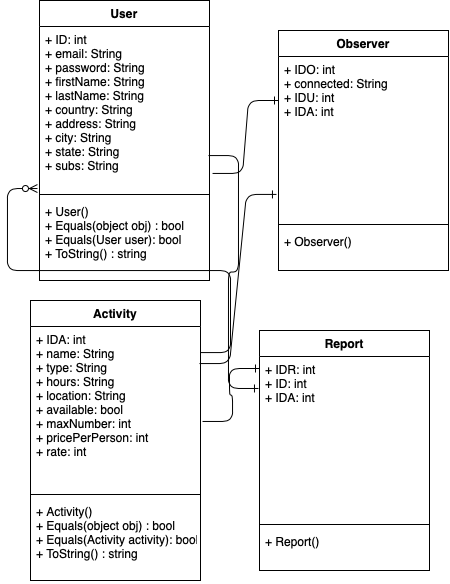 User
+ ID: int
+ email: String
+ password: String
+ firstName: String
+ lastName: String
+ country: String
+ address: String
+ city: String
+ state: String
+ subs: String
+ User()
+ Equals(object obj) : bool
+ Equals(User user): bool
+ ToString() : string
Observer
+ IDO: int
+ connected: String
+ IDU: int
+ IDA: int
+ Observer()
Activity
+ IDA: int
+ name: String
+ type: String
+ hours: String
+ location: String
+ available: bool
+ maxNumber: int
+ pricePerPerson: int
+ rate: int
+ Activity()
+ Equals(object obj) : bool
+ Equals(Activity activity): bool
+ ToString() : string
Report
+ IDR: int
+ ID: int
+ IDA: int
+ Report()